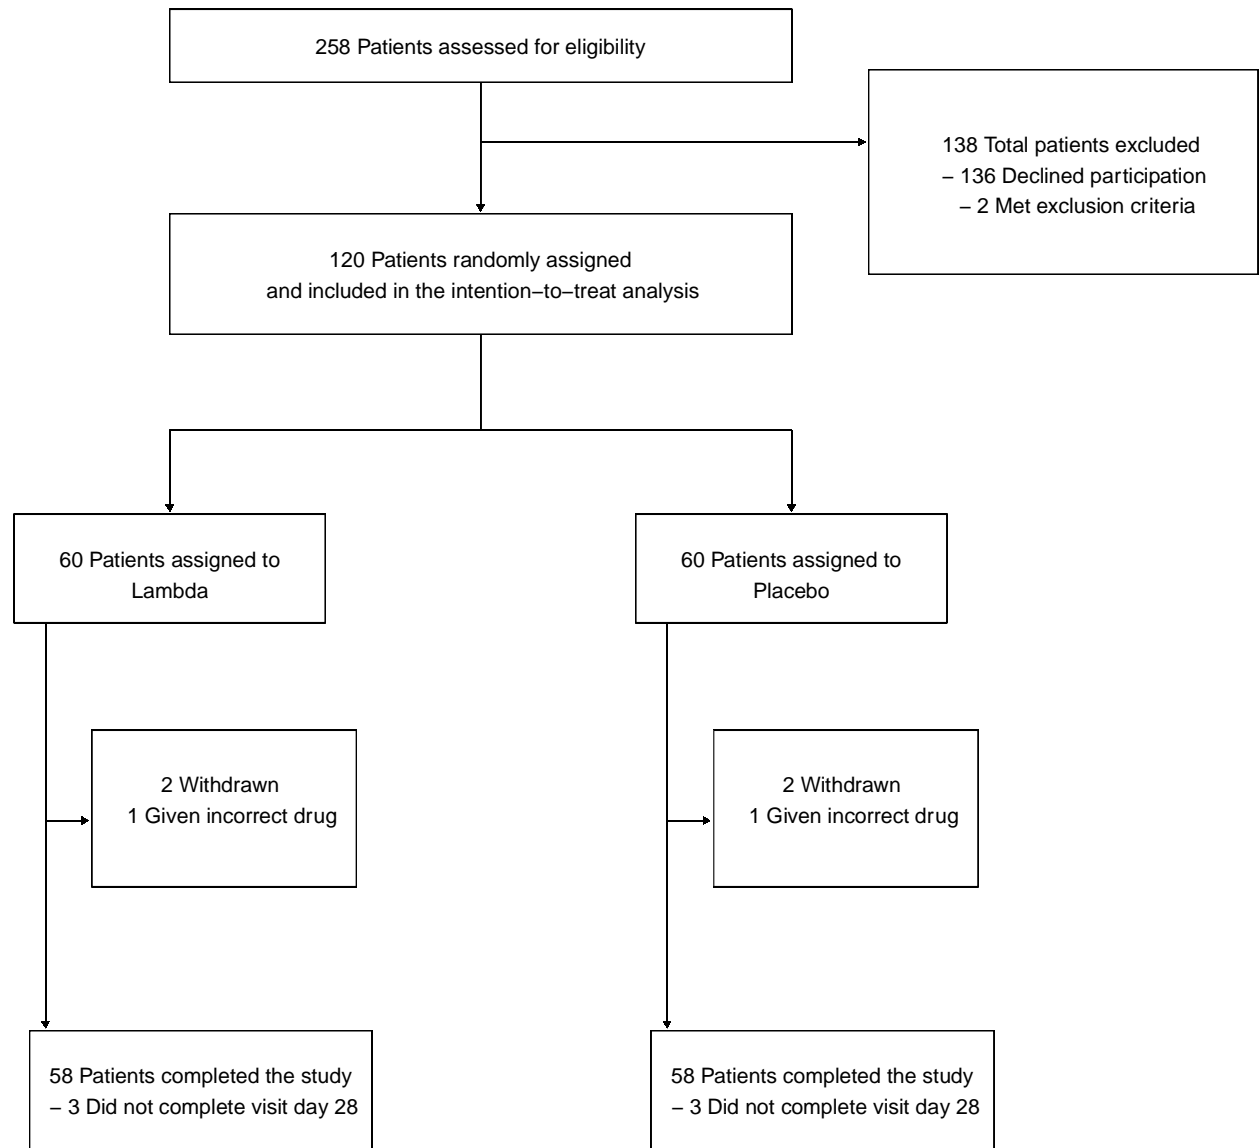 258 Patients assessed for eligibility
138 Total patients excluded
– 136 Declined participation
– 2 Met exclusion criteria
120 Patients randomly assigned
and included in the intention–to–treat analysis
60 Patients assigned to
Lambda
60 Patients assigned to
Placebo
2 Withdrawn
1 Given incorrect drug
2 Withdrawn
1 Given incorrect drug
58 Patients completed the study
– 3 Did not complete visit day 28
58 Patients completed the study
– 3 Did not complete visit day 28